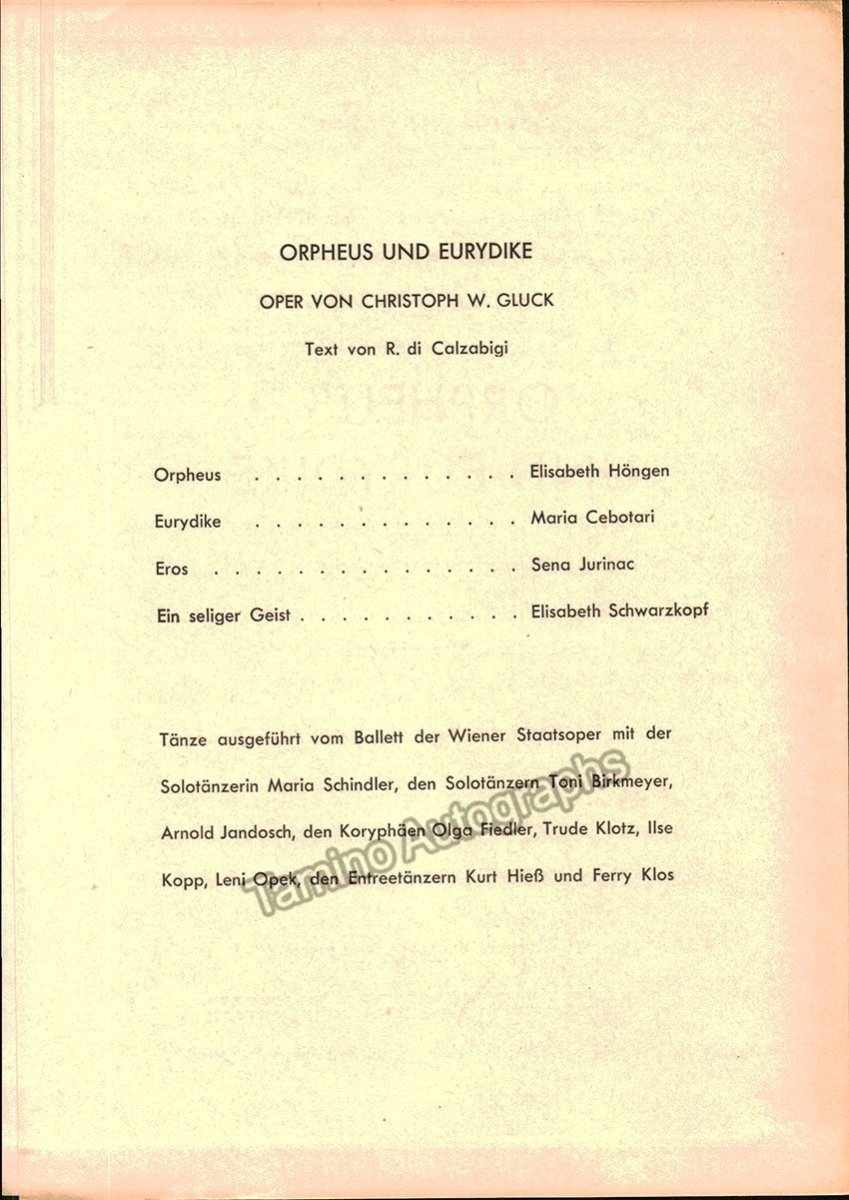 ORPHEUS UND EURYDIKE
OPER VON CHRISTOPH W. GLUCK
Text von R. di Calzabigi
Orpheus . . . . . . . . . . . . . Elisabeth Höngen
Eurydike . . . . . . . . . . . . . Maria Cebotari
Eros . . . . . . . . . . . . . . . Sena Jurinac
Ein seliger Geist . . . . . . . . . . . Elisabeth Schwarzkopf
Tänze ausgeführt vom Ballett der Wiener Staatsoper mit der
Solotänzerin Maria Schindler, den Solotänzern Toni Birkmeyer,
Arnold Jandosch, den Koryphäen Olga Fiedler, Trude Klotz, Ilse
Kopp, Leni Opek, den Entreetänzern Kurt Hieß und Ferry Klos
Tamino Autographs